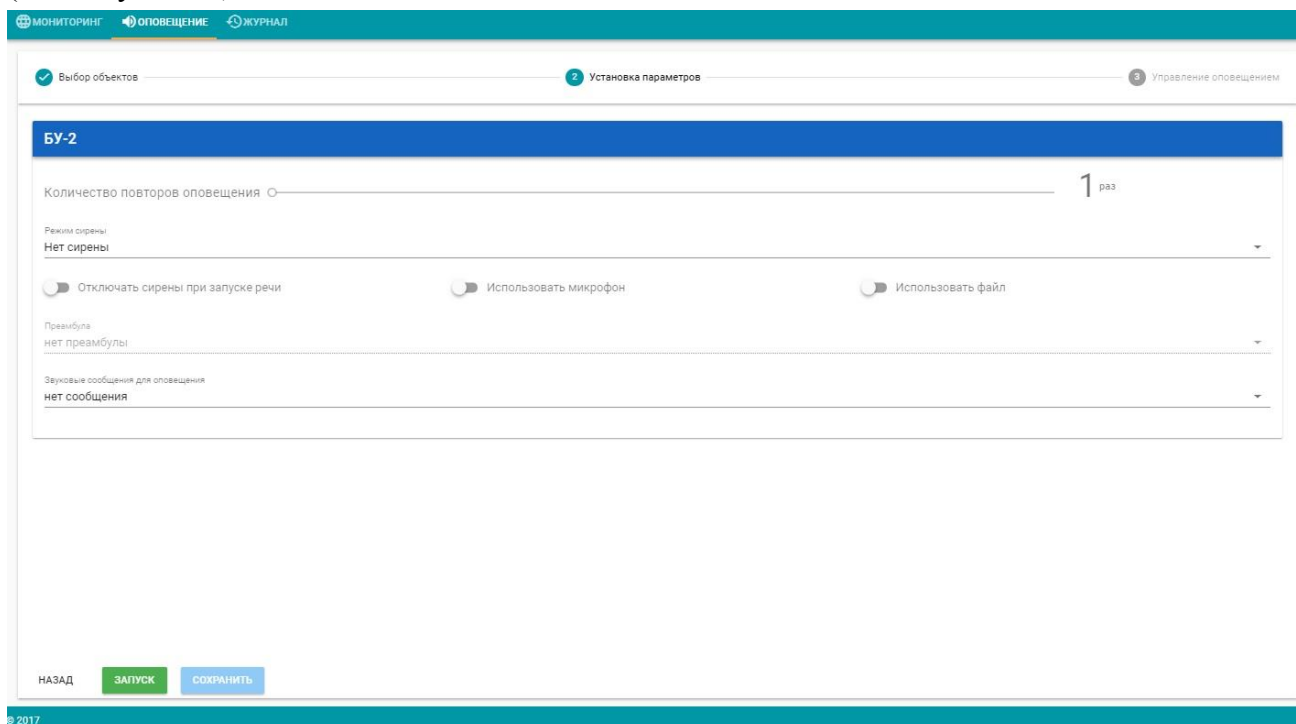 МОНИТОРИНГ ОПОВЕЩЕНИЕ ЖУРНАЛ
Выбор объектов 2 Установка параметров 3 Управление оповещением
БУ-2
Количество повторов оповещения 1 раз
Режим сирены
Нет сирены
Отключать сирены при запуске речи Использовать микрофон Использовать файл
Преамбула
нет преамбулы
Звуковые сообщения для оповещения
нет сообщения
НАЗАД ЗАПУСК СОХРАНИТЬ
© 2017